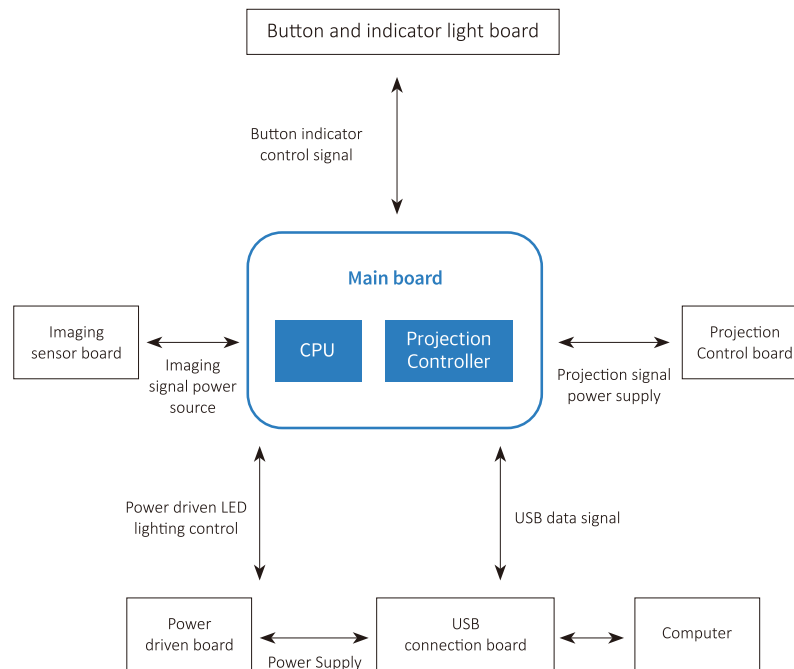 Button and indicator light board
Button indicator
control signal
Main board
CPU
Projection
Controller
Imaging
sensor board
Imaging
signal power
source
Projection
Control board
Projection signal
power supply
Power driven LED
lighting control
USB data signal
Power
driven board
Power Supply
USB
connection board
Computer